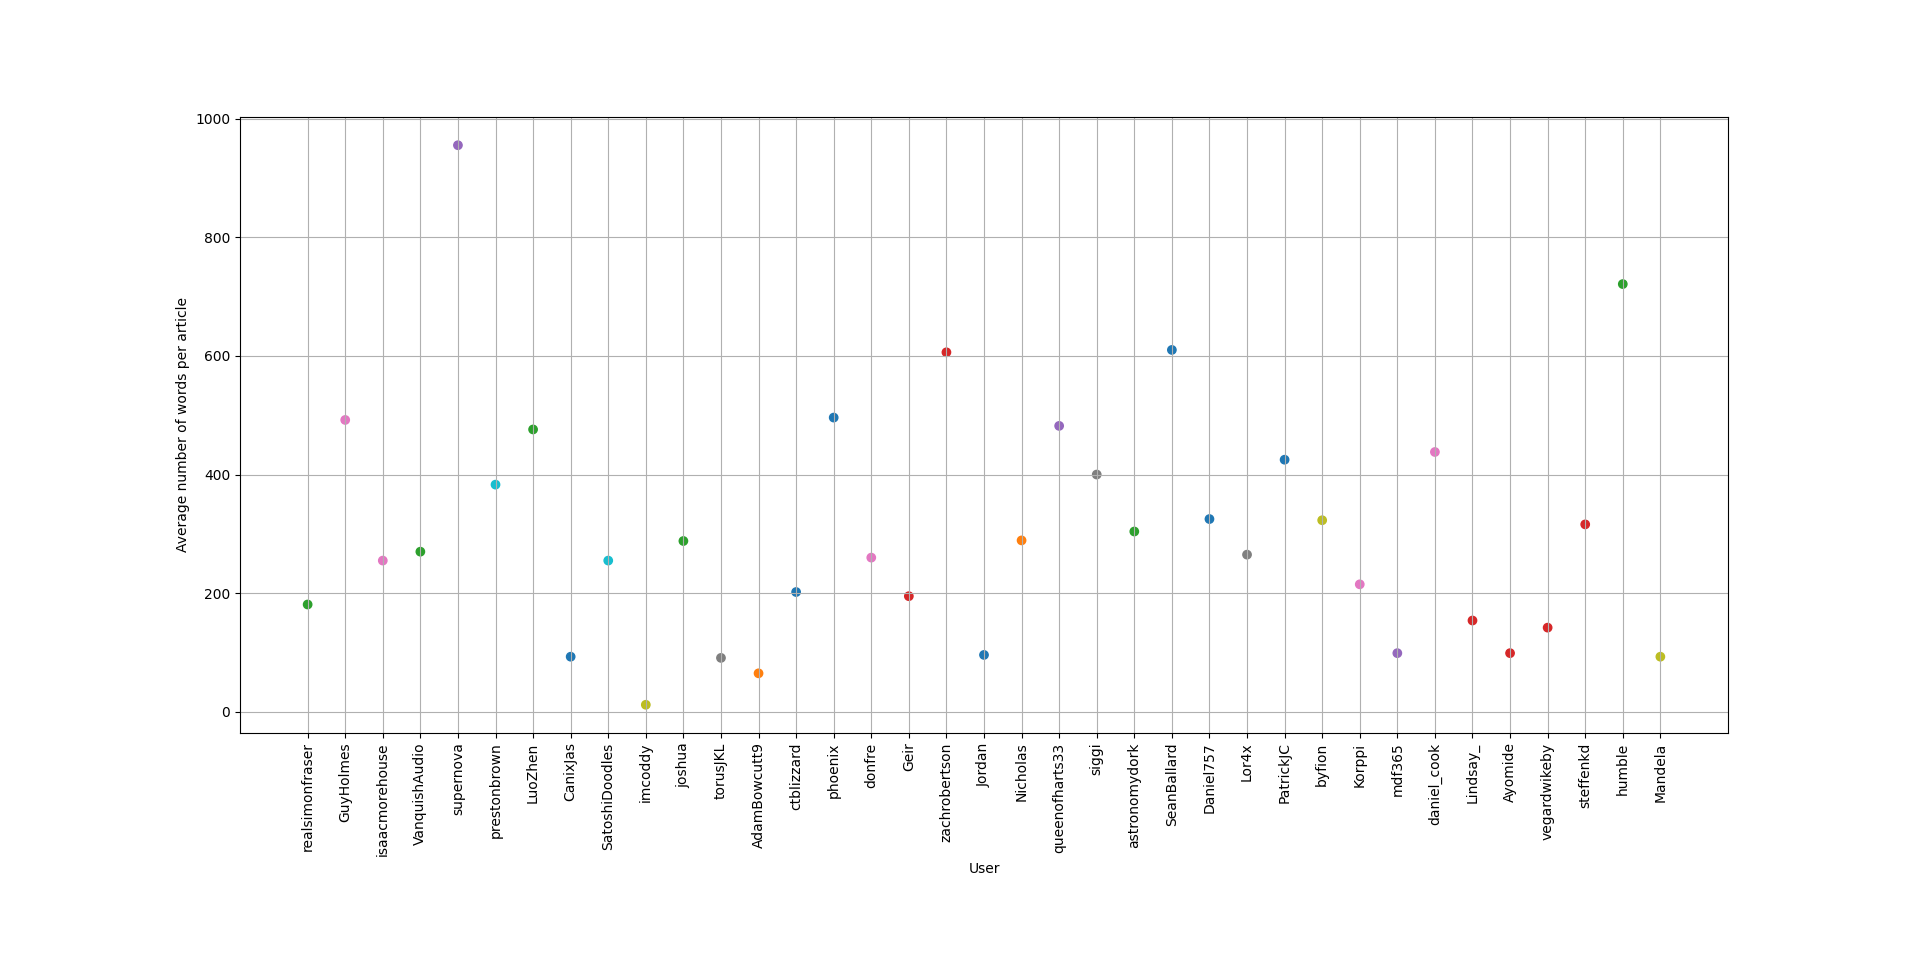 1000
800
600
400
200
0
Average number of words per article
realsimonfraser
GuyHolmes
isaacmorehouse
VanquishAudio
supernova
prestonbrown
LuoZhen
CanixJas
SatoshiDoodles
imcoddy
joshua
torusJKL
AdamBowcutt9
ctblizzard
phoenix
donfre
Geir
zachrobertson
Jordan
Nicholas
queenofharts33
siggi
astronomydork
SeanBallard
Daniel757
Lor4x
PatrickJC
byfion
Korppi
mdf365
daniel_cook
Lindsay_
Ayomide
vegardwikeby
steffenkd
humble
Mandela
User